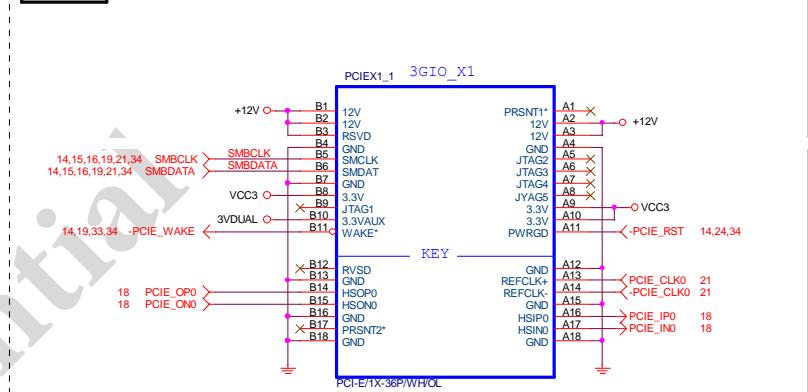 PCIEX1_1 3GIO_X1
+12V B1 12V PRSNT1* A1
B2 12V 12V A2 +12V
B3 RSVD 12V A3
B4 GND GND A4
14,15,16,19,21,34 SMBCLK SMBCLK B5 SMCLK JTAG2 A5
14,15,16,19,21,34 SMBDATA SMBDATA B6 SMDAT JTAG3 A6
B7 GND JTAG4 A7
VCC3 B8 3.3V JYAG5 A8
B9 JTAG1 3.3V A9 VCC3
3VDUAL B10 3.3VAUX 3.3V A10
14,19,33,34 -PCIE_WAKE B11 WAKE* PWRGD A11 -PCIE_RST 14,24,34
KEY
B12 RVSD GND A12
B13 GND REFCLK+ A13 PCIE_CLK0 21
18 PCIE_OP0 B14 HSOP0 REFCLK- A14 -PCIE_CLK0 21
18 PCIE_ON0 B15 HSON0 GND A15
B16 GND HSIP0 A16 PCIE_IP0 18
B17 PRSNT2* HSIN0 A17 PCIE_IN0 18
B18 GND GND A18
PCI-E/1X-36P/WH/OL
ential